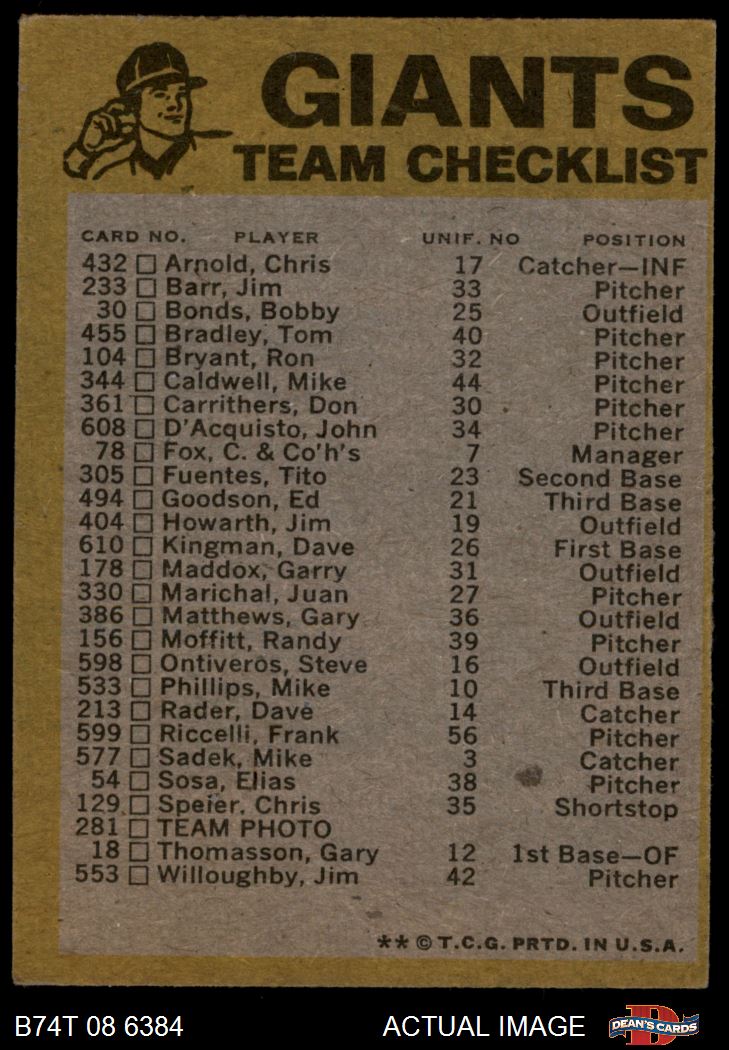 GIANTS
TEAM CHECKLIST
CARD NO. PLAYER UNIF. NO POSITION
432 □ Arnold, Chris 17 Catcher—INF
233 □ Barr, Jim 33 Pitcher
30 □ Bonds, Bobby 25 Outfield
455 □ Bradley, Tom 40 Pitcher
104 □ Bryant, Ron 32 Pitcher
344 □ Caldwell, Mike 44 Pitcher
361 □ Carrithers, Don 30 Pitcher
608 □ D'Acquisto, John 34 Pitcher
78 □ Fox, C. & Co'h's 7 Manager
305 □ Fuentes, Tito 23 Second Base
494 □ Goodson, Ed 21 Third Base
404 □ Howarth, Jim 19 Outfield
610 □ Kingman, Dave 26 First Base
178 □ Maddox, Garry 31 Outfield
330 □ Marichal, Juan 27 Pitcher
386 □ Matthews, Gary 36 Outfield
156 □ Moffitt, Randy 39 Pitcher
598 □ Ontiveros, Steve 16 Outfield
533 □ Phillips, Mike 10 Third Base
213 □ Rader, Dave 14 Catcher
599 □ Riccelli, Frank 56 Pitcher
577 □ Sadek, Mike 3 Catcher
54 □ Sosa, Elias 38 Pitcher
129 □ Speier, Chris 35 Shortstop
281 □ TEAM PHOTO
18 □ Thomasson, Gary 12 1st Base—OF
553 □ Willoughby, Jim 42 Pitcher
** © T.C.G. PRTD. IN U.S.A.
B74T 08 6384 ACTUAL IMAGE DEAN'S CARDS